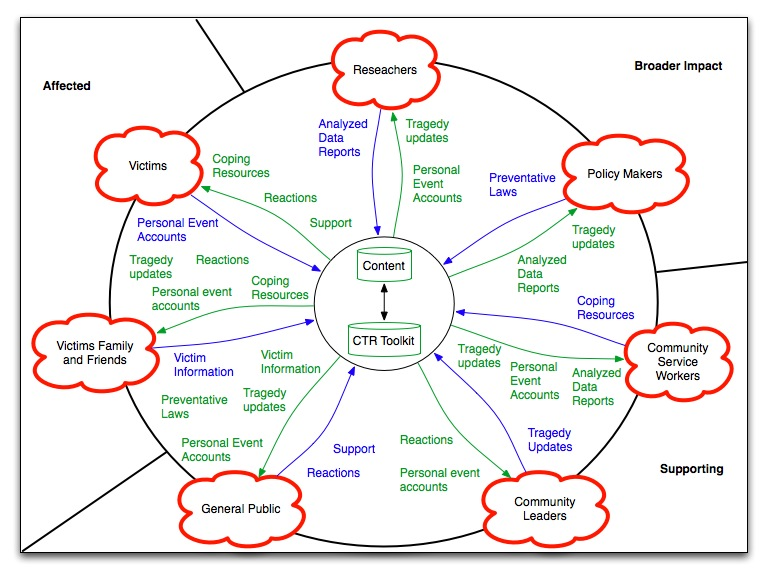 Affected
Broader Impact
Reseachers
Analyzed
Data
Reports
Tragedy
updates
Personal
Event
Accounts
Victims
Coping
Resources
Reactions
Support
Personal Event
Accounts
Policy Makers
Preventative
Laws
Tragedy
updates
Analyzed
Data
Reports
Tragedy
updates
Reactions
Personal event
accounts
Coping
Resources
Content
CTR Toolkit
Victims Family
and Friends
Victim
Information
Coping
Resources
Community
Service
Workers
Tragedy
updates
Personal
Event
Accounts
Analyzed
Data
Reports
Victim
Information
Preventative
Laws
Tragedy
updates
Personal Event
Accounts
Support
Reactions
General Public
Reactions
Personal event
accounts
Tragedy
Updates
Community
Leaders
Supporting